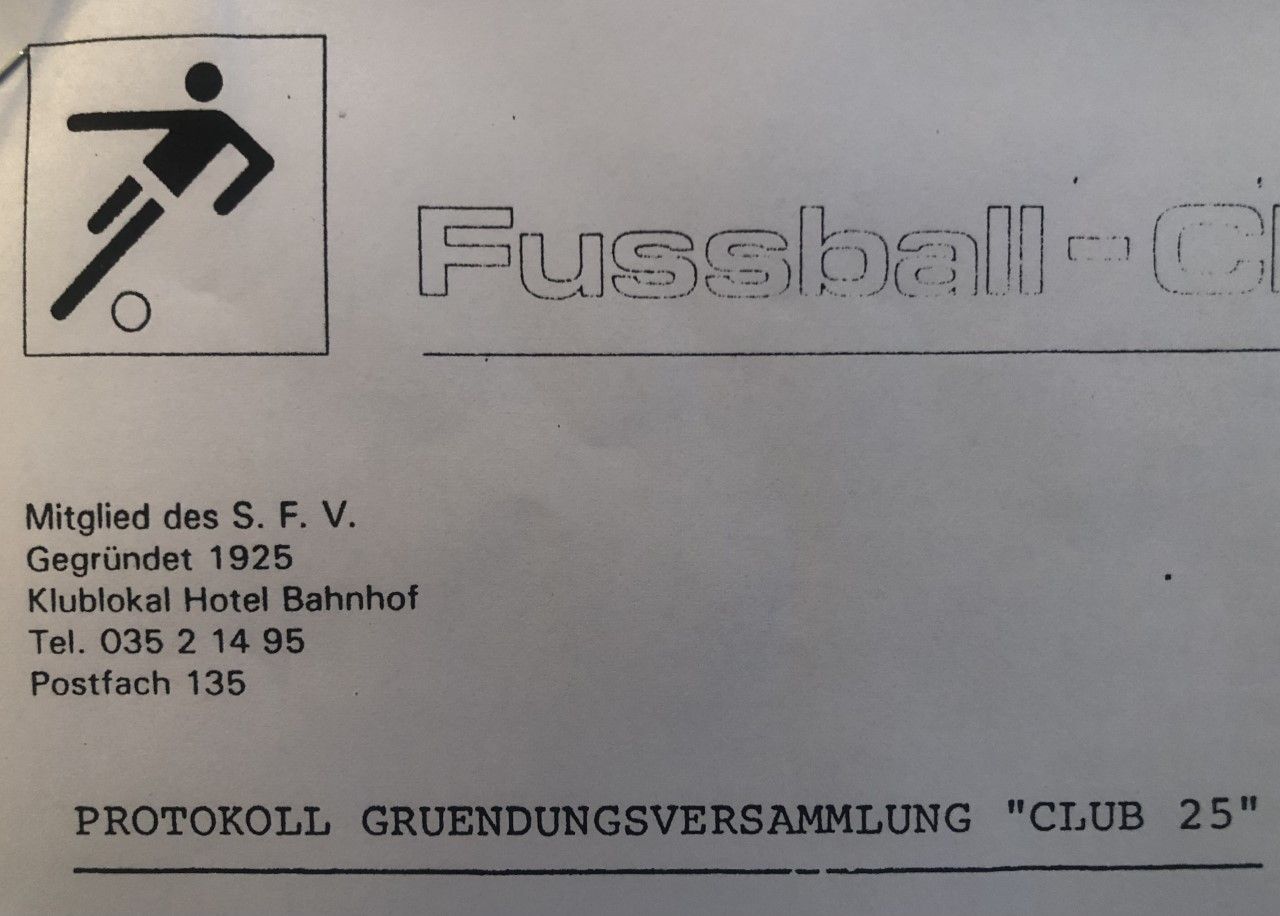 Fussball-Cl
Mitglied des S. F. V.
Gegründet 1925
Klublokal Hotel Bahnhof
Tel. 035 2 14 95
Postfach 135
PROTOKOLL GRUENDUNGSVERSAMMLUNG "CLUB 25"